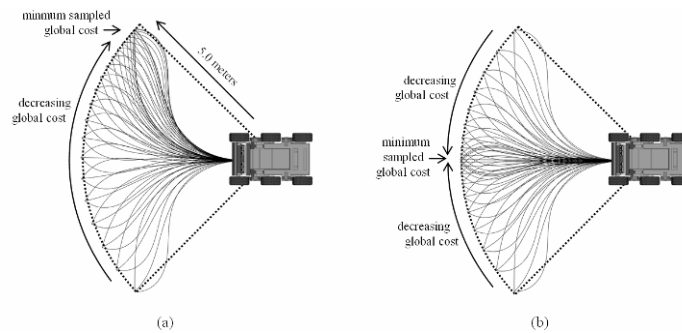 minmum sampled
global cost
5.0 meters
decreasing
global cost
(a)
decreasing
global cost
minimum
sampled
global cost
decreasing
global cost
(b)